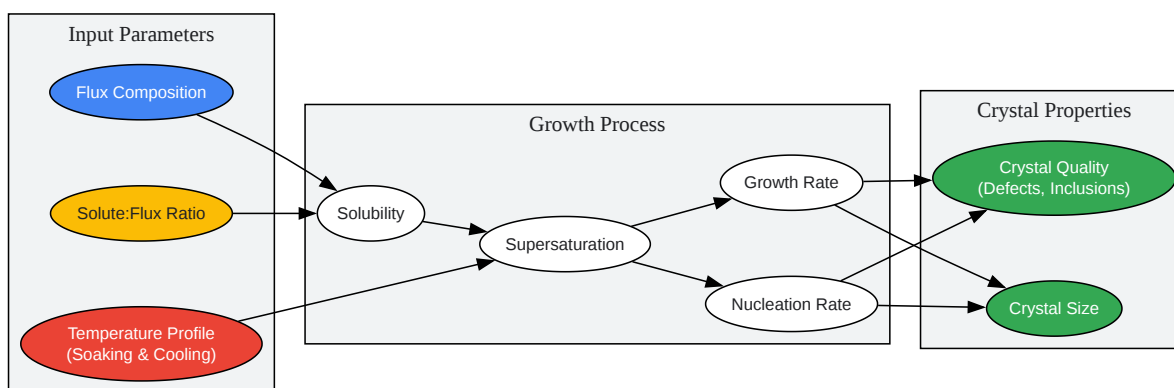 Input Parameters
Flux Composition
Solute:Flux Ratio
Temperature Profile
(Soaking & Cooling)
Growth Process
Solubility
Supersaturation
Growth Rate
Nucleation Rate
Crystal Properties
Crystal Quality
(Defects, Inclusions)
Crystal Size